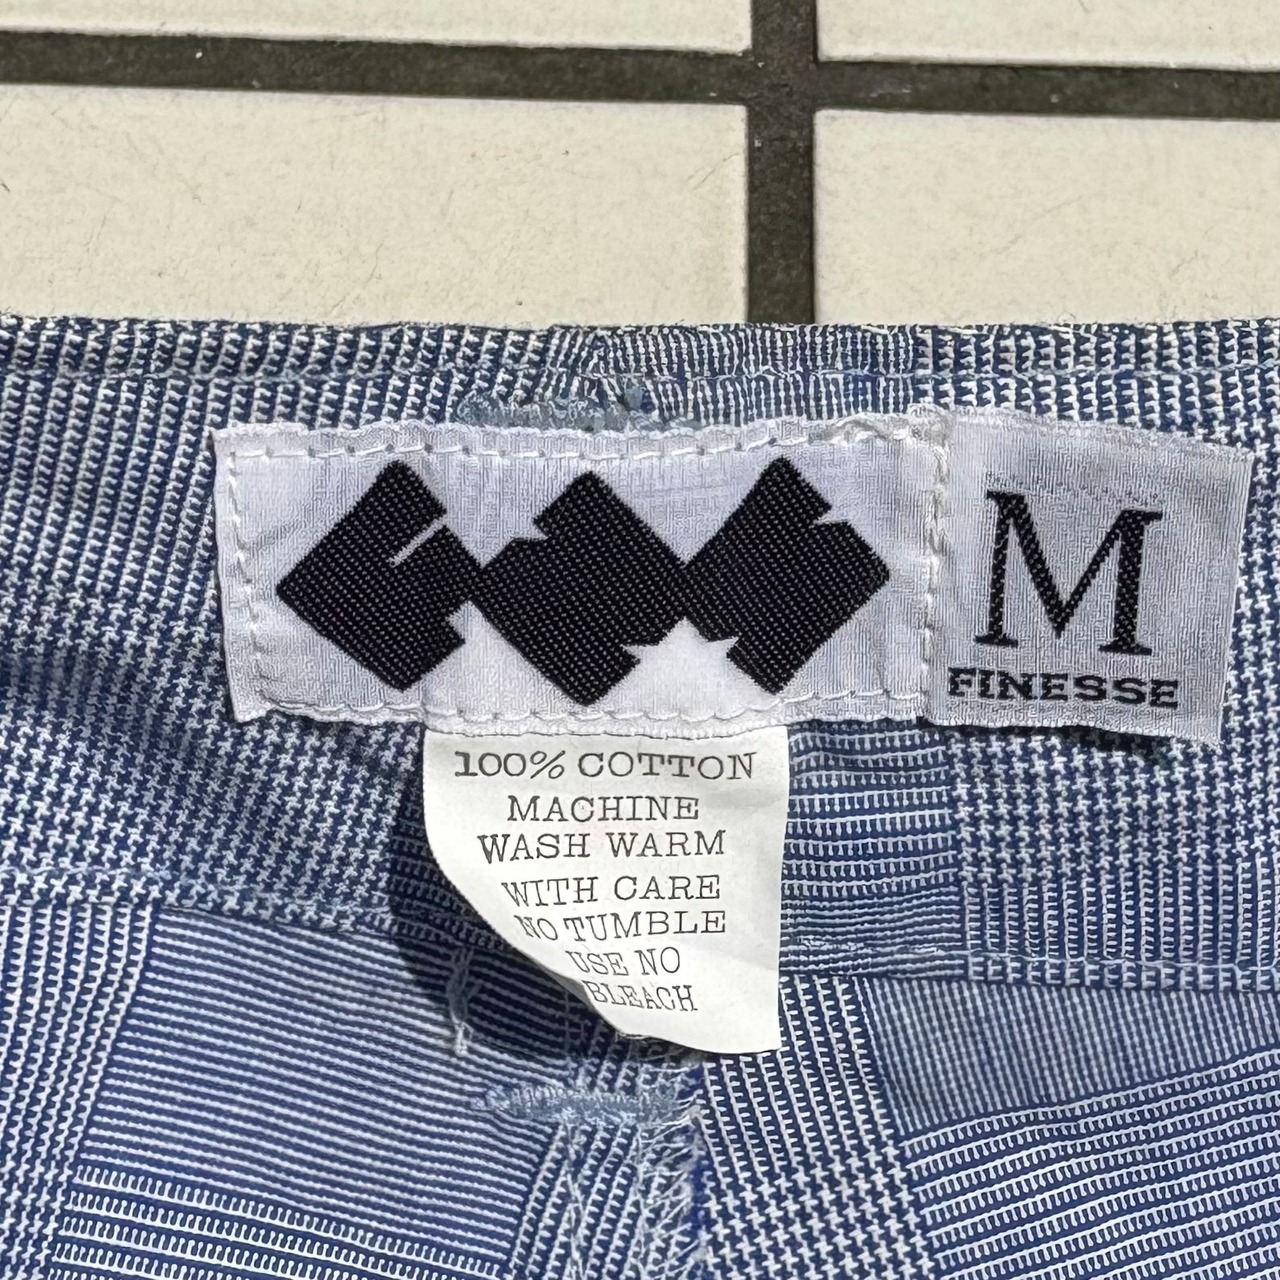 M
FINESSE
100% COTTON
MACHINE
WASH WARM
WITH CARE
NO TUMBLE
USE NO
BLEACH